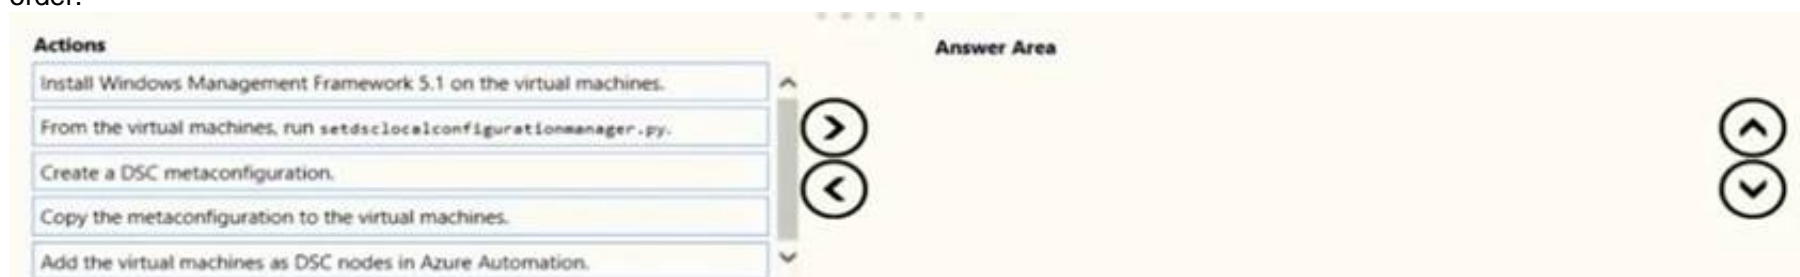 order.
Actions
Answer Area
Install Windows Management Framework 5.1 on the virtual machines.
From the virtual machines, run setdsclocalconfigurationmanager.py.
Create a DSC metaconfiguration.
Copy the metaconfiguration to the virtual machines.
Add the virtual machines as DSC nodes in Azure Automation.